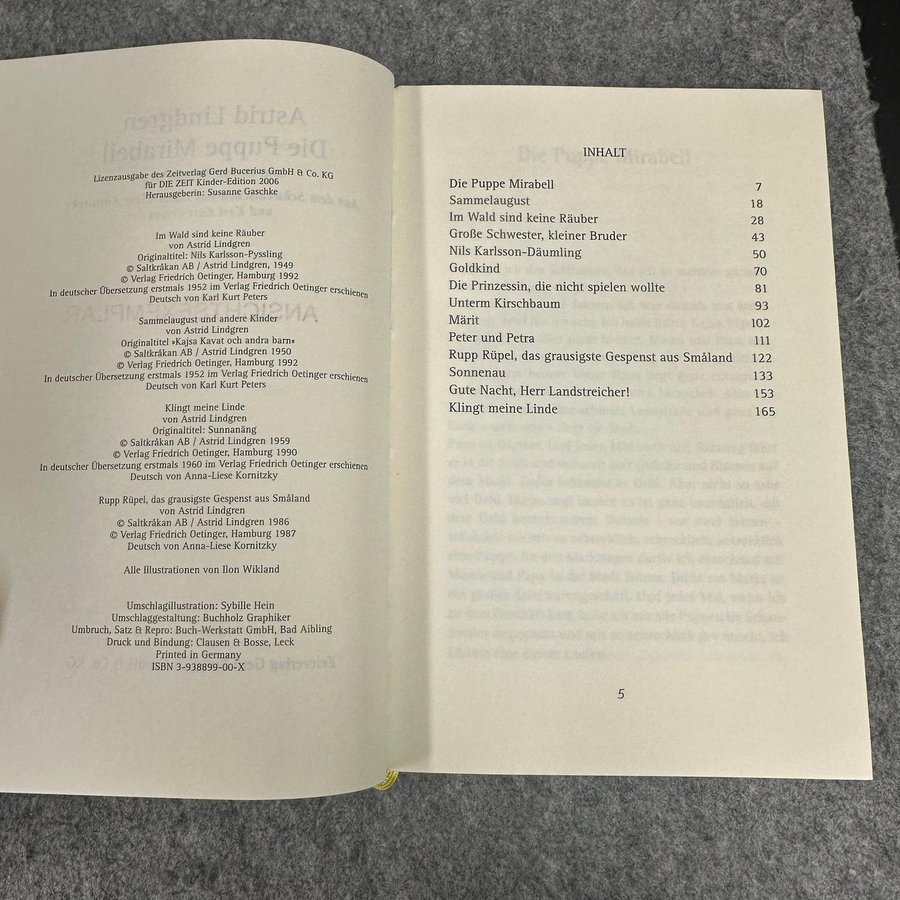 Lizenzausgabe des Zeitverlag Gerd Bucerius GmbH & Co. KG
für DIE ZEIT Kinder-Edition 2006
Herausgeberin: Susanne Gaschke
Im Wald sind keine Räuber
von Astrid Lindgren
Originaltitel: Nils Karlsson-Pyssling
© Saltkråkan AB / Astrid Lindgren, 1949
© Verlag Friedrich Oetinger, Hamburg 1992
In deutscher Übersetzung erstmals 1952 im Verlag Friedrich Oetinger erschienen
Deutsch von Karl Kurt Peters
Sammelaugust und andere Kinder
von Astrid Lindgren
Originaltitel »Kajsa Kavat och andra barn«
© Saltkråkan AB / Astrid Lindgren 1950
© Verlag Friedrich Oetinger, Hamburg 1992
In deutscher Übersetzung erstmals 1952 im Verlag Friedrich Oetinger erschienen
Deutsch von Karl Kurt Peters
Klingt meine Linde
von Astrid Lindgren
Originaltitel: Sunnanäng
© Saltkråkan AB / Astrid Lindgren 1959
© Verlag Friedrich Oetinger, Hamburg 1990
In deutscher Übersetzung erstmals 1960 im Verlag Friedrich Oetinger erschienen
Deutsch von Anna-Liese Kornitzky
Rupp Rüpel, das grausigste Gespenst aus Småland
von Astrid Lindgren
© Saltkråkan AB / Astrid Lindgren 1986
© Verlag Friedrich Oetinger, Hamburg 1987
Deutsch von Anna-Liese Kornitzky
Alle Illustrationen von Ilon Wikland
Umschlagillustration: Sybille Hein
Umschlaggestaltung: Buchholz Graphiker
Umbruch, Satz & Repro: Buch-Werkstatt GmbH, Bad Aibling
Druck und Bindung: Clausen & Bosse, Leck
Printed in Germany
ISBN 3-938899-00-X
INHALT
Die Puppe Mirabell 7
Sammelaugust 18
Im Wald sind keine Räuber 28
Große Schwester, kleiner Bruder 43
Nils Karlsson-Däumling 50
Goldkind 70
Die Prinzessin, die nicht spielen wollte 81
Unterm Kirschbaum 93
Märit 102
Peter und Petra 111
Rupp Rüpel, das grausigste Gespenst aus Småland 122
Sonnenau 133
Gute Nacht, Herr Landstreicher! 153
Klingt meine Linde 165
5